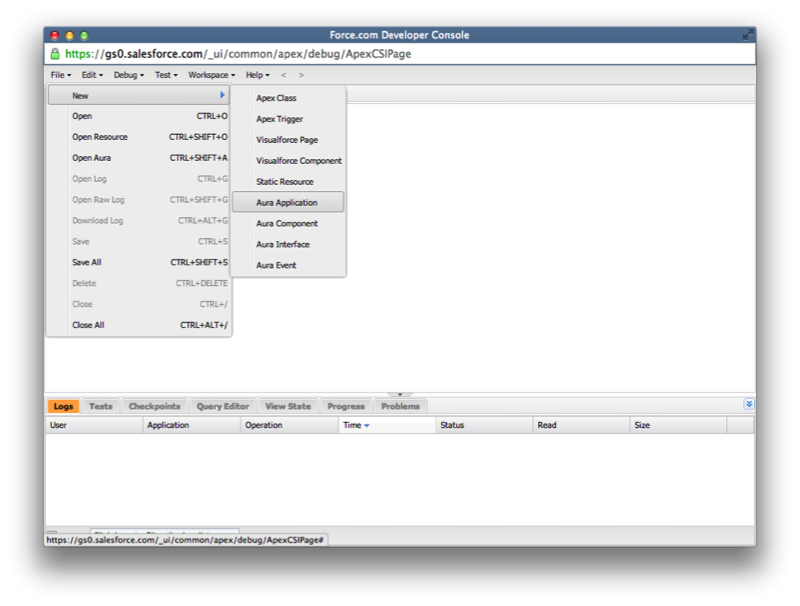 Force.com Developer Console
https://gs0.salesforce.com/_ui/common/apex/debug/ApexCSIPage
File Edit Debug Test Workspace Help < >
New
Open CTRL+O
Open Resource CTRL+SHIFT+O
Open Aura CTRL+SHIFT+A
Open Log CTRL+G
Open Raw Log CTRL+SHIFT+G
Download Log CTRL+ALT+G
Save CTRL+S
Save All CTRL+SHIFT+S
Delete CTRL+DELETE
Close CTRL+/
Close All CTRL+ALT+/
Apex Class
Apex Trigger
Visualforce Page
Visualforce Component
Static Resource
Aura Application
Aura Component
Aura Interface
Aura Event
Logs Tests Checkpoints Query Editor View State Progress Problems
User Application Operation Time Status Read Size
https://gs0.salesforce.com/_ui/common/apex/debug/ApexCSIPage#